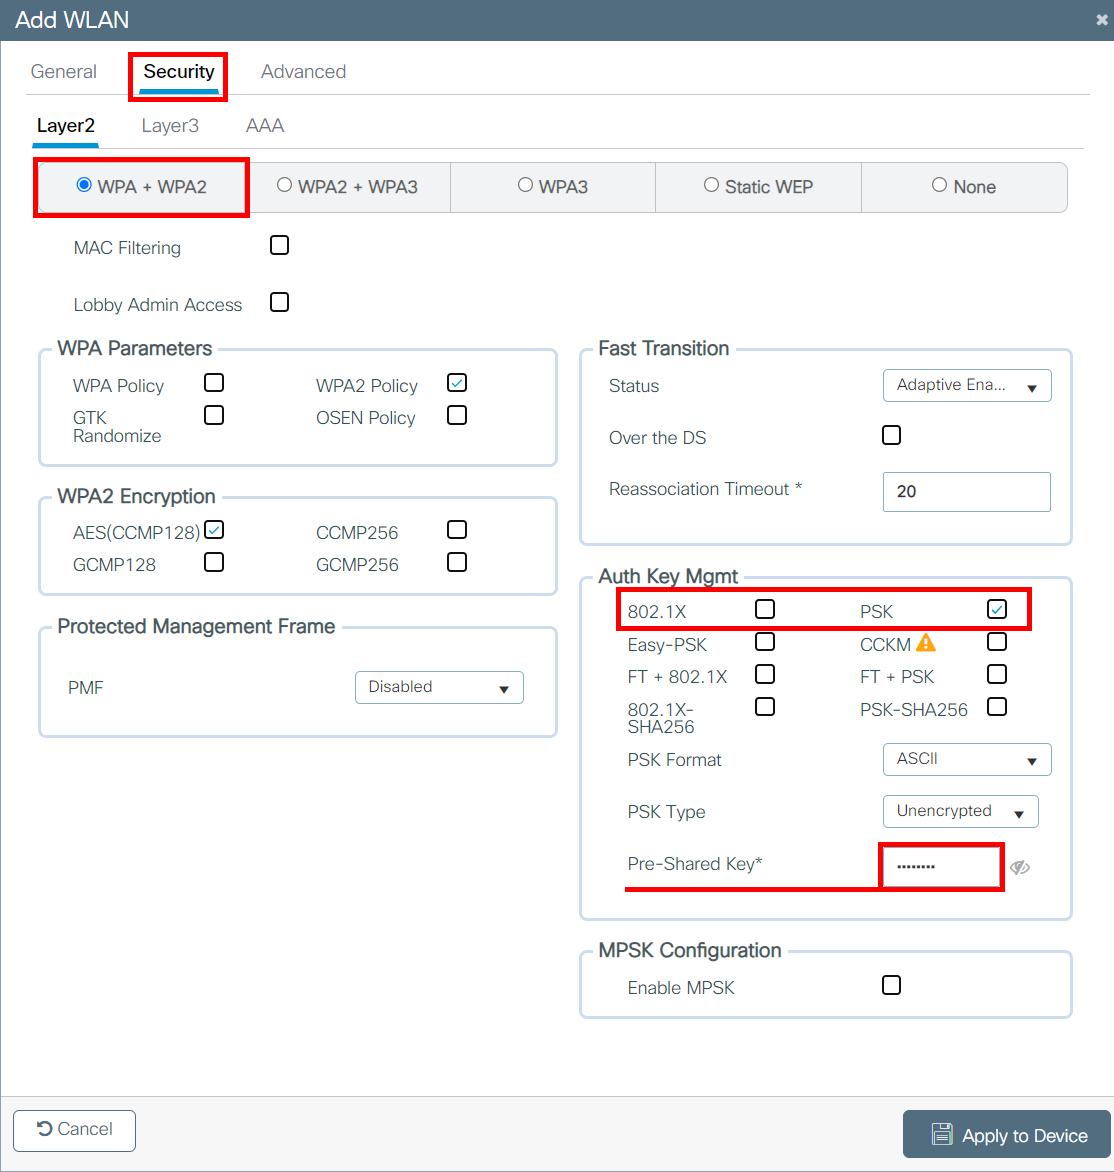 Add WLAN
General Security Advanced
Layer2 Layer3 AAA
WPA + WPA2 WPA2 + WPA3 WPA3 Static WEP None
MAC Filtering
Lobby Admin Access
WPA Parameters
WPA Policy WPA2 Policy
GTK Randomize OSEN Policy
WPA2 Encryption
AES(CCMP128) CCMP256
GCMP128 GCMP256
Protected Management Frame
PMF Disabled
Fast Transition
Status Adaptive Ena...
Over the DS
Reassociation Timeout * 20
Auth Key Mgmt
802.1X PSK
Easy-PSK CCKM
FT + 802.1X FT + PSK
802.1X-SHA256 PSK-SHA256
PSK Format ASCII
PSK Type Unencrypted
Pre-Shared Key* ········
MPSK Configuration
Enable MPSK
Cancel Apply to Device